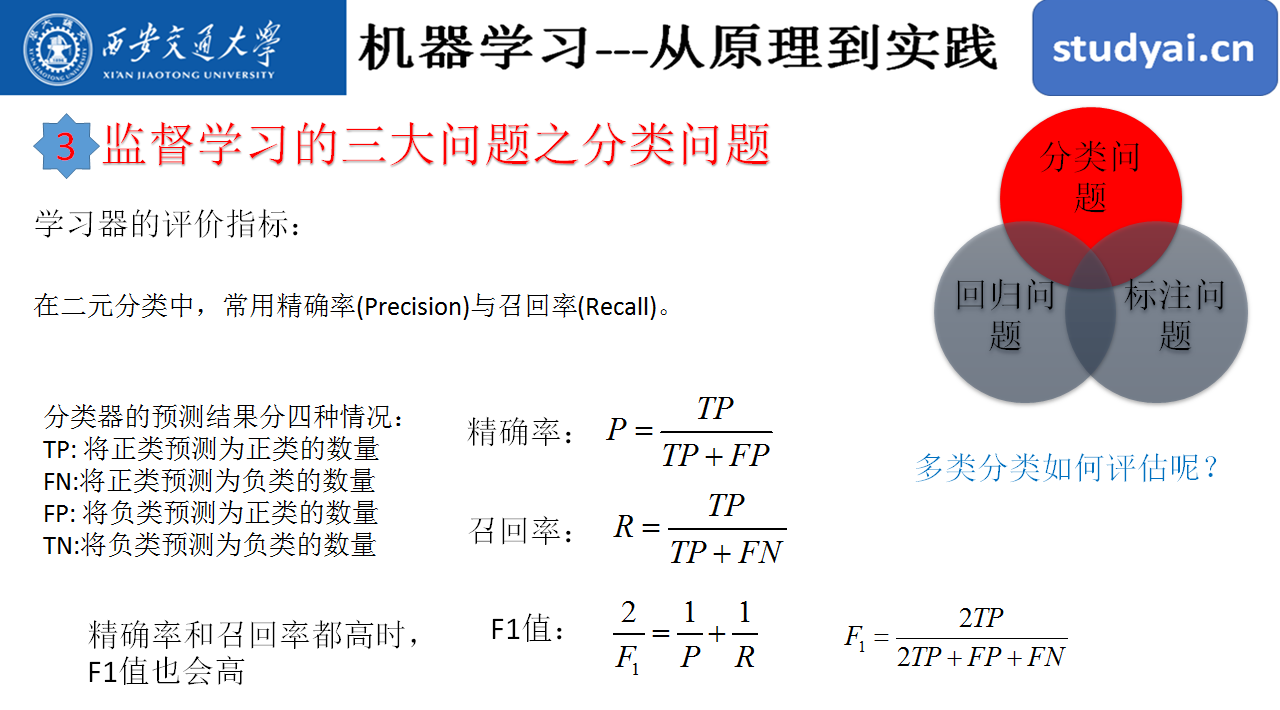 西安交通大学
XI'AN JIAOTONG UNIVERSITY
机器学习---从原理到实践
studyai.cn
3 监督学习的三大问题之分类问题
分类问
题
回归问
题
标注问
题
学习器的评价指标：
在二元分类中，常用精确率(Precision)与召回率(Recall)。
分类器的预测结果分四种情况：
TP: 将正类预测为正类的数量
FN:将正类预测为负类的数量
FP: 将负类预测为正类的数量
TN:将负类预测为负类的数量
精确率： P = TP / (TP + FP)
召回率： R = TP / (TP + FN)
多类分类如何评估呢？
精确率和召回率都高时，
F1值也会高
F1值： 2/F₁ = 1/P + 1/R
F₁ = 2TP / (2TP + FP + FN)